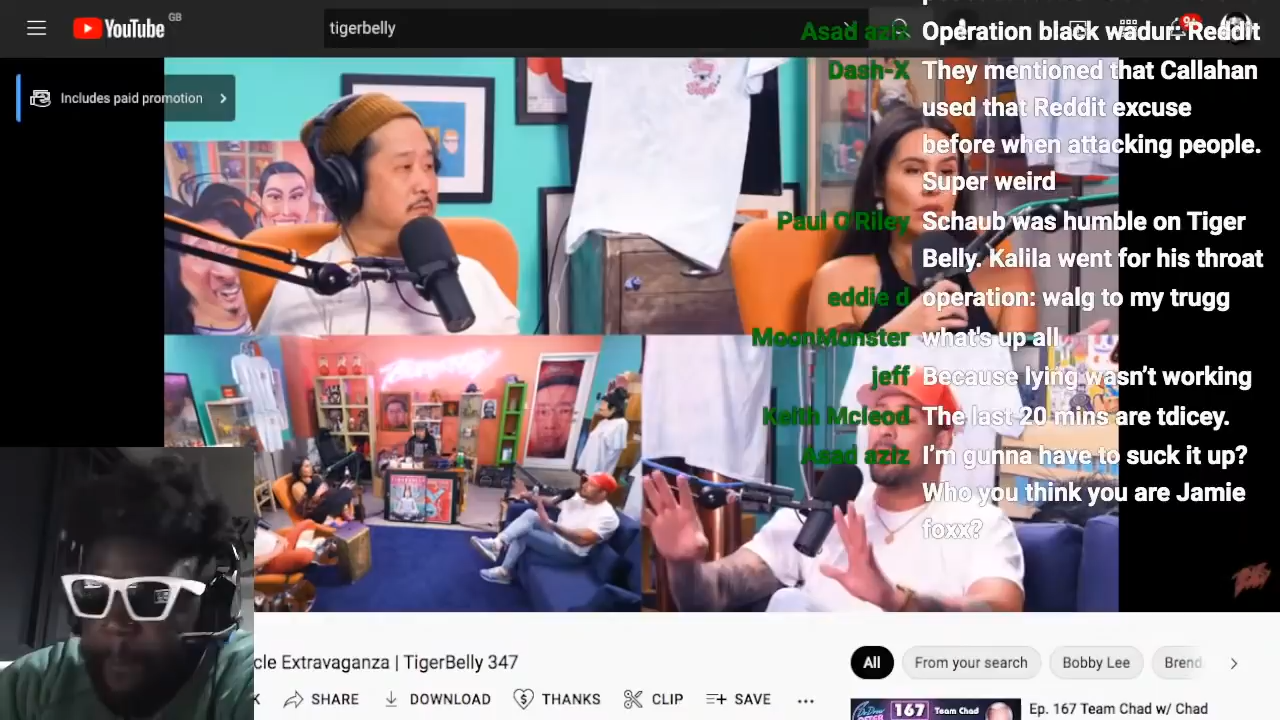 YouTube GB
tigerbelly
9+
Includes paid promotion
Asad aziz Operation black wadur: Reddit
Dash-X They mentioned that Callahan
used that Reddit excuse
before when attacking people.
Super weird
Paul O'Riley Schaub was humble on Tiger
Belly. Kalila went for his throat
eddie d operation: walg to my trugg
MoonMonster what's up all
jeff Because lying wasn't working
Keith Mcleod The last 20 mins are tdicey.
Asad aziz I'm gunna have to suck it up?
Who you think you are Jamie
foxx?
cle Extravaganza | TigerBelly 347
SHARE DOWNLOAD THANKS CLIP SAVE
All From your search Bobby Lee Brend
167 Team Chad
Ep. 167 Team Chad w/ Chad